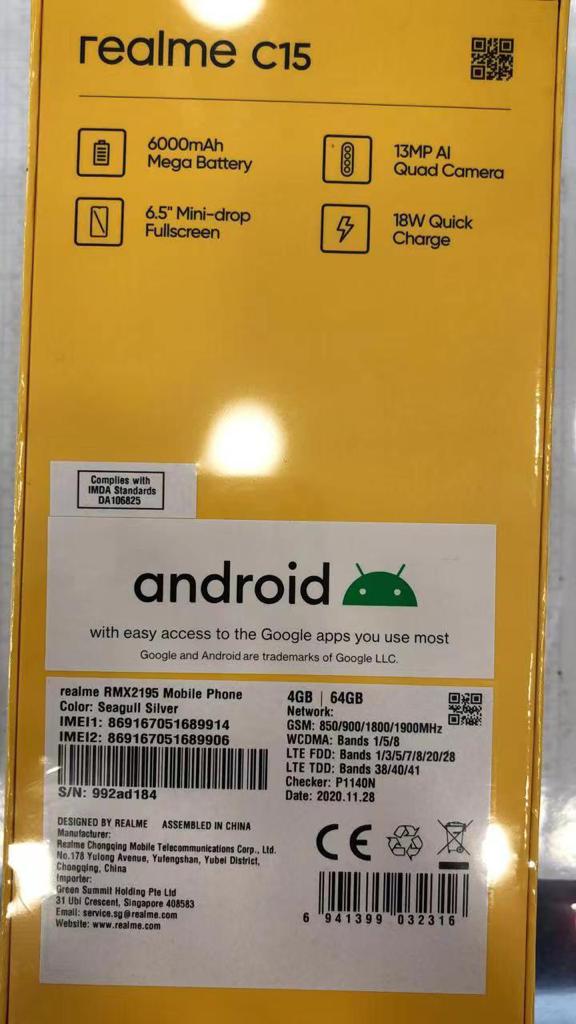 realme C15
6000mAh
Mega Battery
13MP AI
Quad Camera
6.5" Mini-drop
Fullscreen
18W Quick
Charge
Complies with
IMDA Standards
DA106825
android
with easy access to the Google apps you use most
Google and Android are trademarks of Google LLC.
realme RMX2195 Mobile Phone
Color: Seagull Silver
IMEI1: 869167051689914
IMEI2: 869167051689906
S/N: 992ad184
4GB | 64GB
Network:
GSM: 850/900/1800/1900MHz
WCDMA: Bands 1/5/8
LTE FDD: Bands 1/3/5/7/8/20/28
LTE TDD: Bands 38/40/41
Checker: P1140N
Date: 2020.11.28
DESIGNED BY REALME ASSEMBLED IN CHINA
Manufacturer:
Realme Chongqing Mobile Telecommunications Corp., Ltd.
No.178 Yulong Avenue, Yufengshan, Yubei District,
Chongqing, China
Importer:
Green Summit Holding Pte Ltd
31 Ubi Crescent, Singapore 408583
Email: service.sg@realme.com
Website: www.realme.com
CE
6 941399 032316